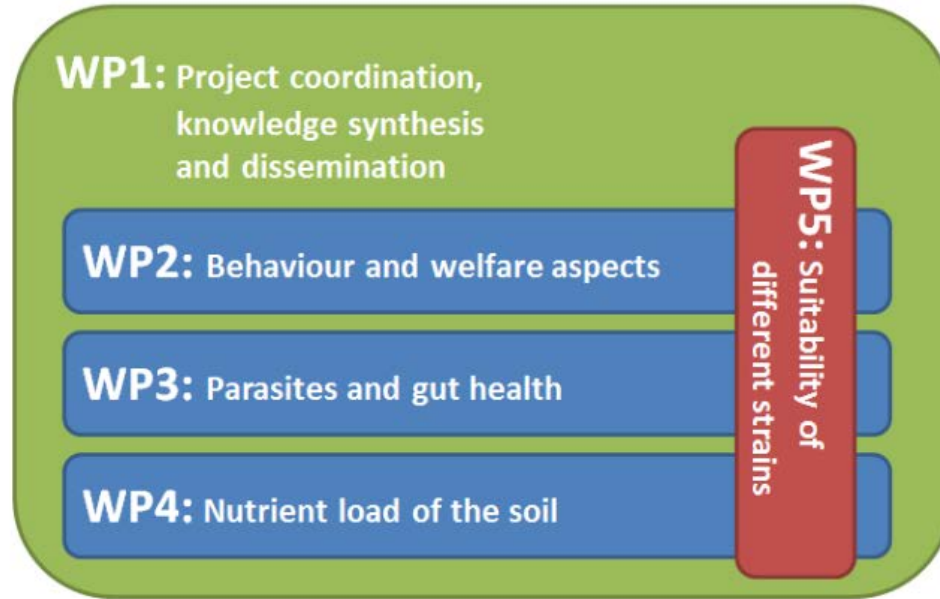 WP1: Project coordination,
knowledge synthesis
and dissemination
WP2: Behaviour and welfare aspects
WP3: Parasites and gut health
WP4: Nutrient load of the soil
WP5: Suitability of
different strains